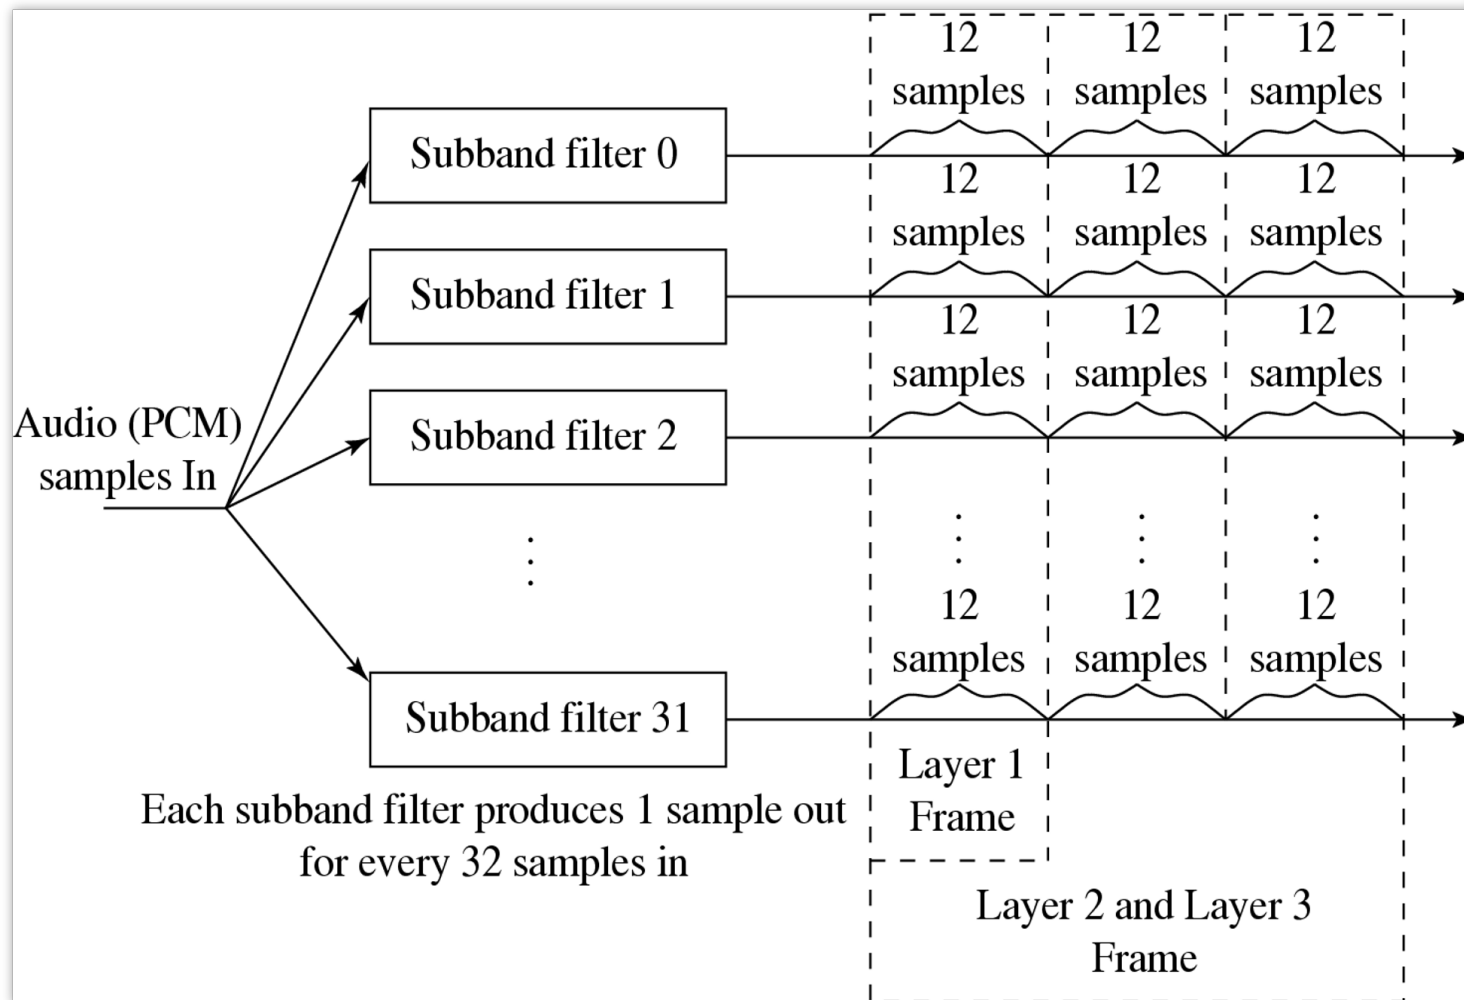 12 12 12
samples samples samples
Subband filter 0
12 12 12
samples samples samples
Subband filter 1
12 12 12
samples samples samples
Audio (PCM)
samples In
Subband filter 2
⋮ ⋮ ⋮
⋮
12 12 12
samples samples samples
Subband filter 31
Layer 1
Frame
Each subband filter produces 1 sample out
for every 32 samples in
Layer 2 and Layer 3
Frame